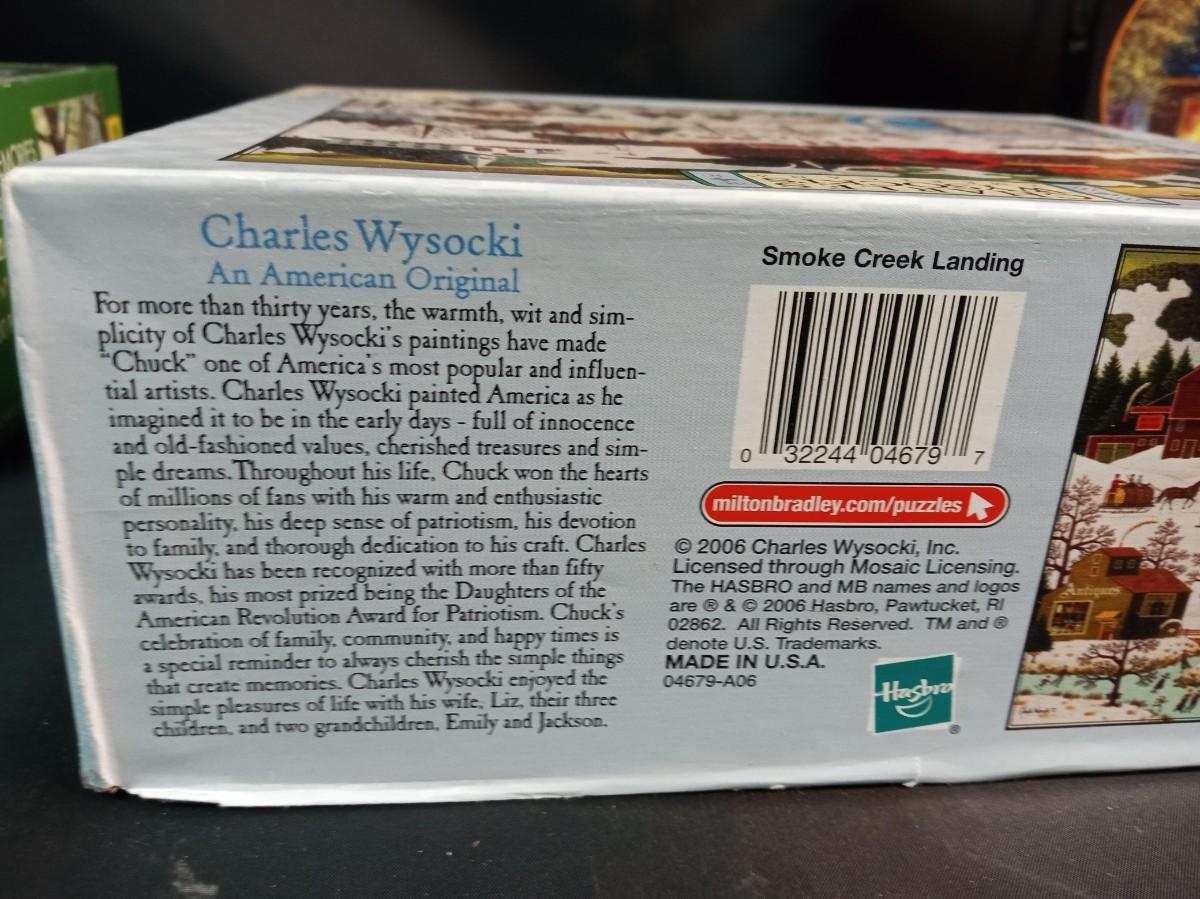 Charles Wysocki
An American Original
For more than thirty years, the warmth, wit and sim-
plicity of Charles Wysocki's paintings have made
"Chuck" one of America's most popular and influen-
tial artists. Charles Wysocki painted America as he
imagined it to be in the early days - full of innocence
and old-fashioned values, cherished treasures and sim-
ple dreams. Throughout his life, Chuck won the hearts
of millions of fans with his warm and enthusiastic
personality, his deep sense of patriotism, his devotion
to family, and thorough dedication to his craft. Charles
Wysocki has been recognized with more than fifty
awards, his most prized being the Daughters of the
American Revolution Award for Patriotism. Chuck's
celebration of family, community, and happy times is
a special reminder to always cherish the simple things
that create memories. Charles Wysocki enjoyed the
simple pleasures of life with his wife, Liz, their three
children, and two grandchildren, Emily and Jackson.
Smoke Creek Landing
0 32244 04679 7
miltonbradley.com/puzzles
© 2006 Charles Wysocki, Inc.
Licensed through Mosaic Licensing.
The HASBRO and MB names and logos
are ® & © 2006 Hasbro, Pawtucket, RI
02862. All Rights Reserved. TM and ®
denote U.S. Trademarks.
MADE IN U.S.A.
04679-A06
Hasbro
®
Antiques